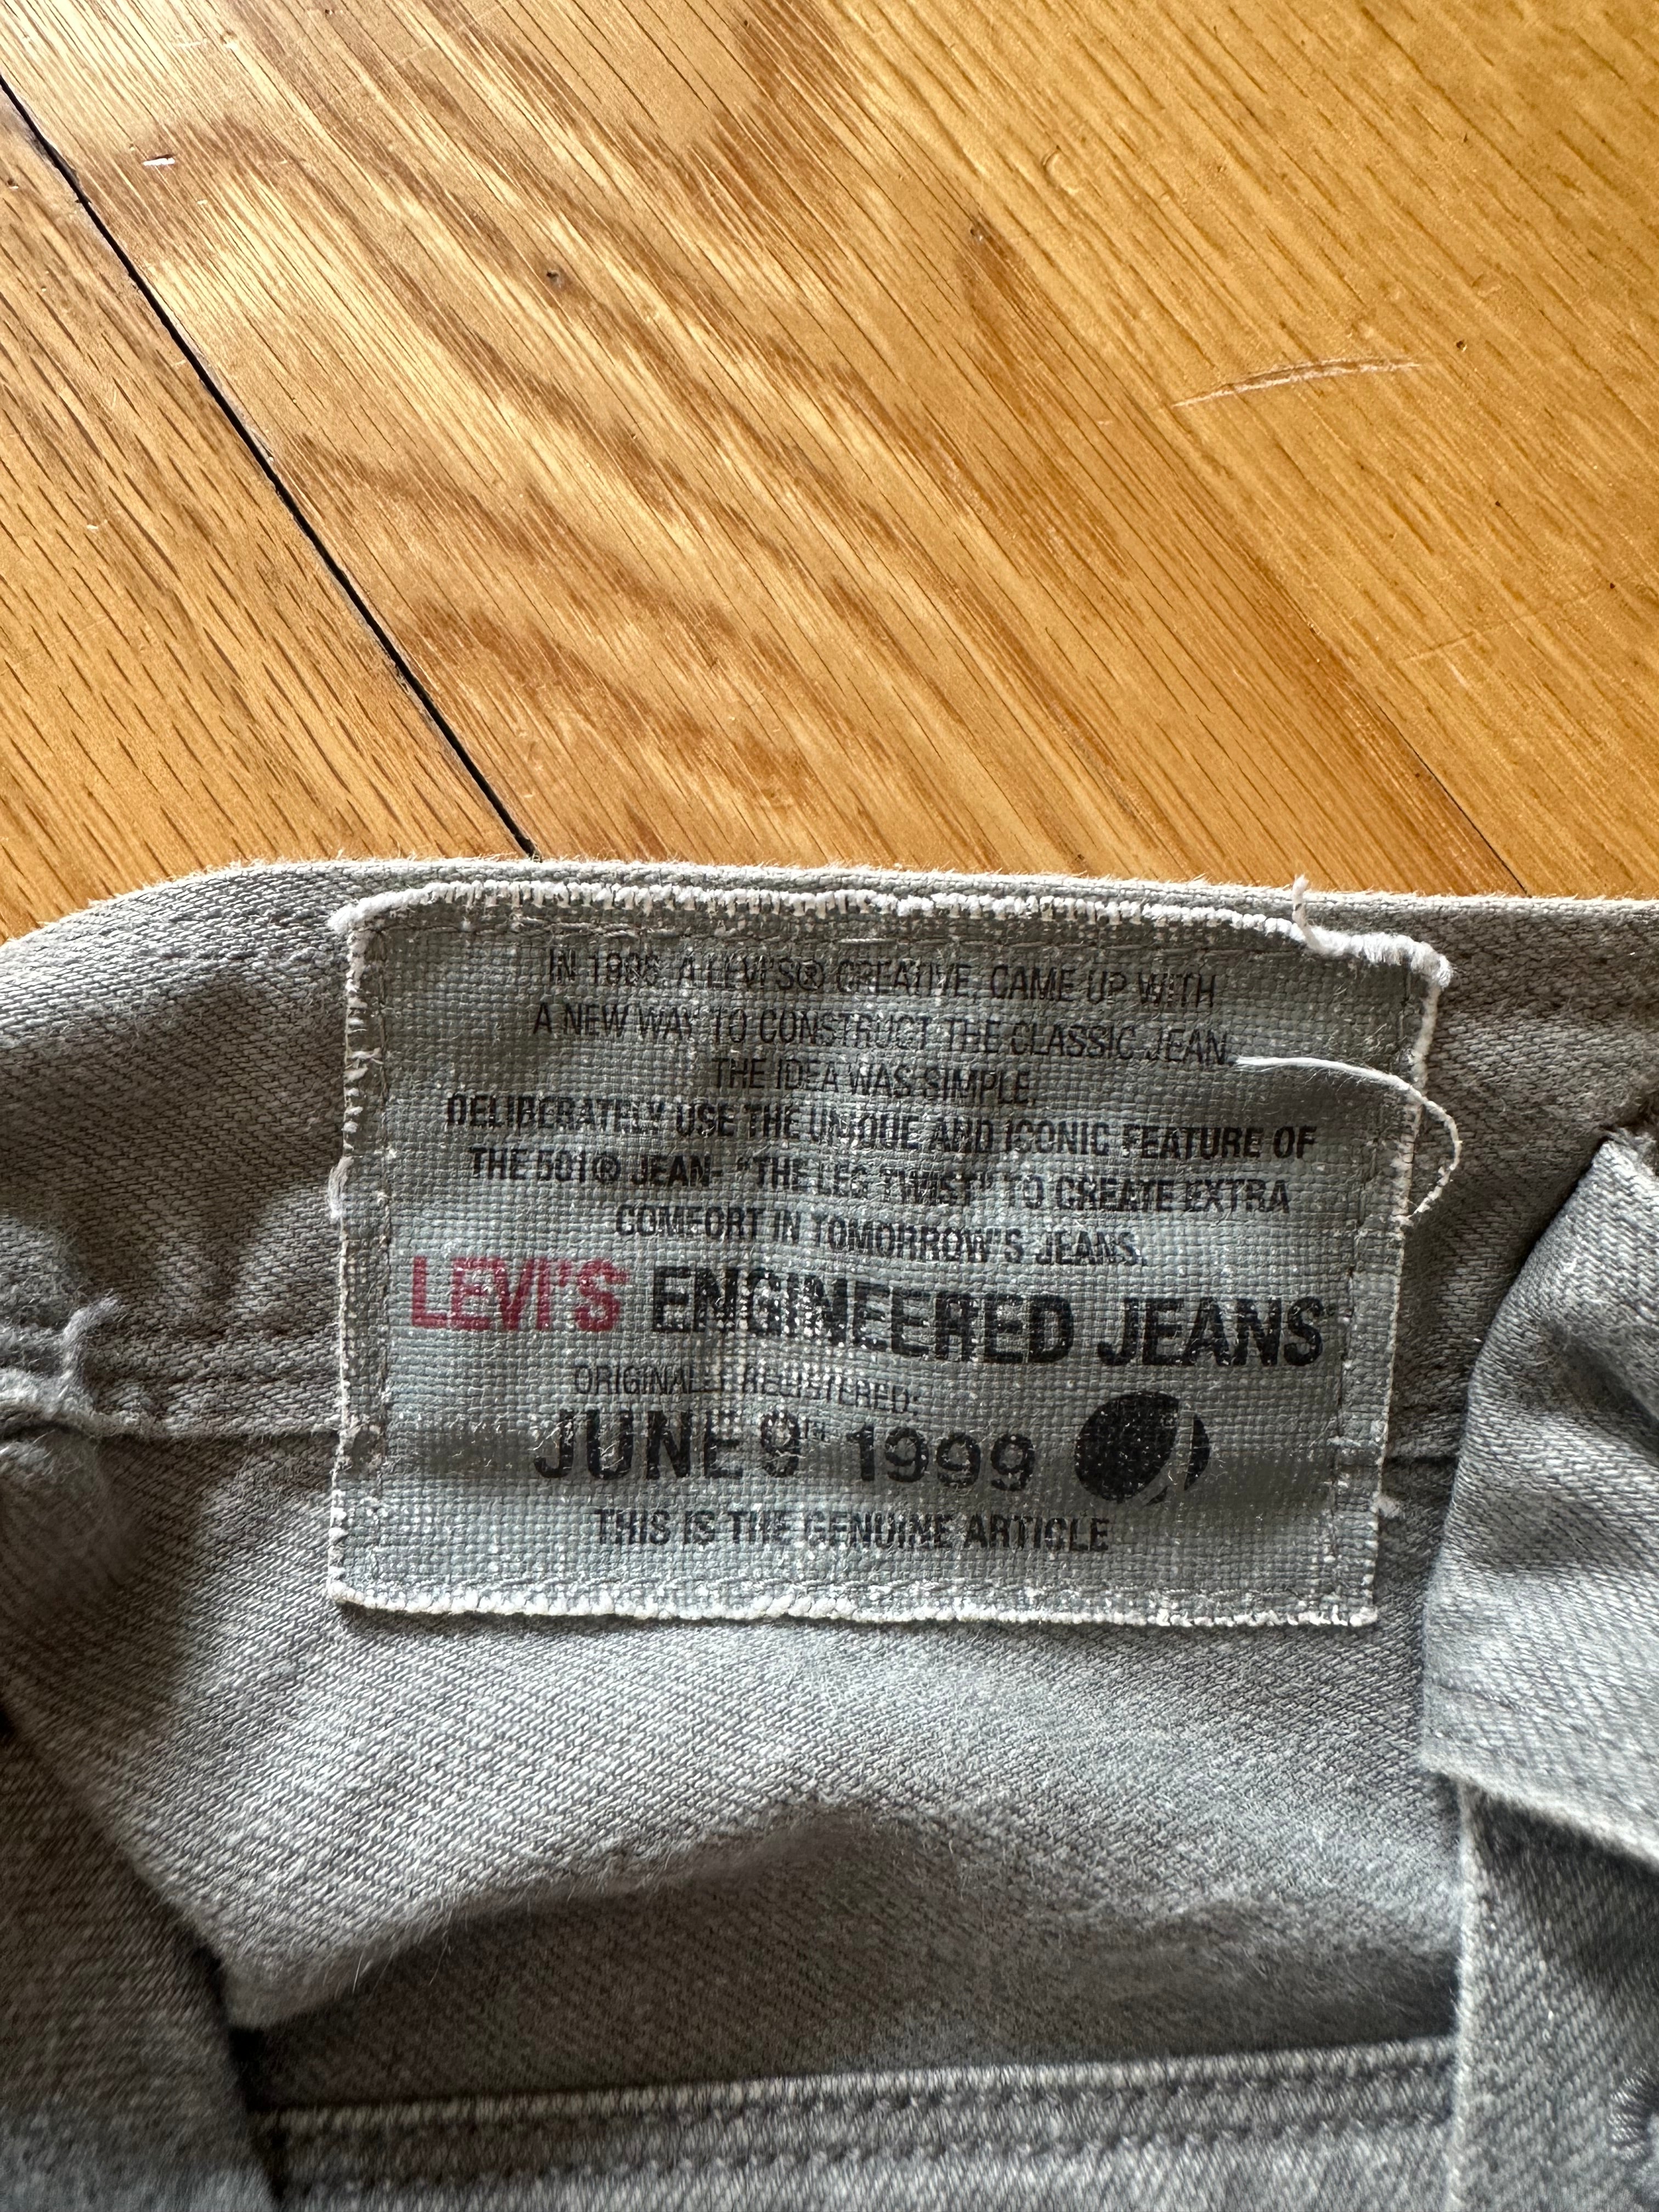 IN 1998, A LEVI'S® CREATIVE, CAME UP WITH
A NEW WAY TO CONSTRUCT THE CLASSIC JEAN.
THE IDEA WAS SIMPLE.
DELIBERATELY USE THE UNIQUE AND ICONIC FEATURE OF
THE 501® JEAN- "THE LEG TWIST" TO CREATE EXTRA
COMFORT IN TOMORROW'S JEANS.
LEVI'S ENGINEERED JEANS
ORIGINALLY REGISTERED:
JUNE 9TH 1999
THIS IS THE GENUINE ARTICLE